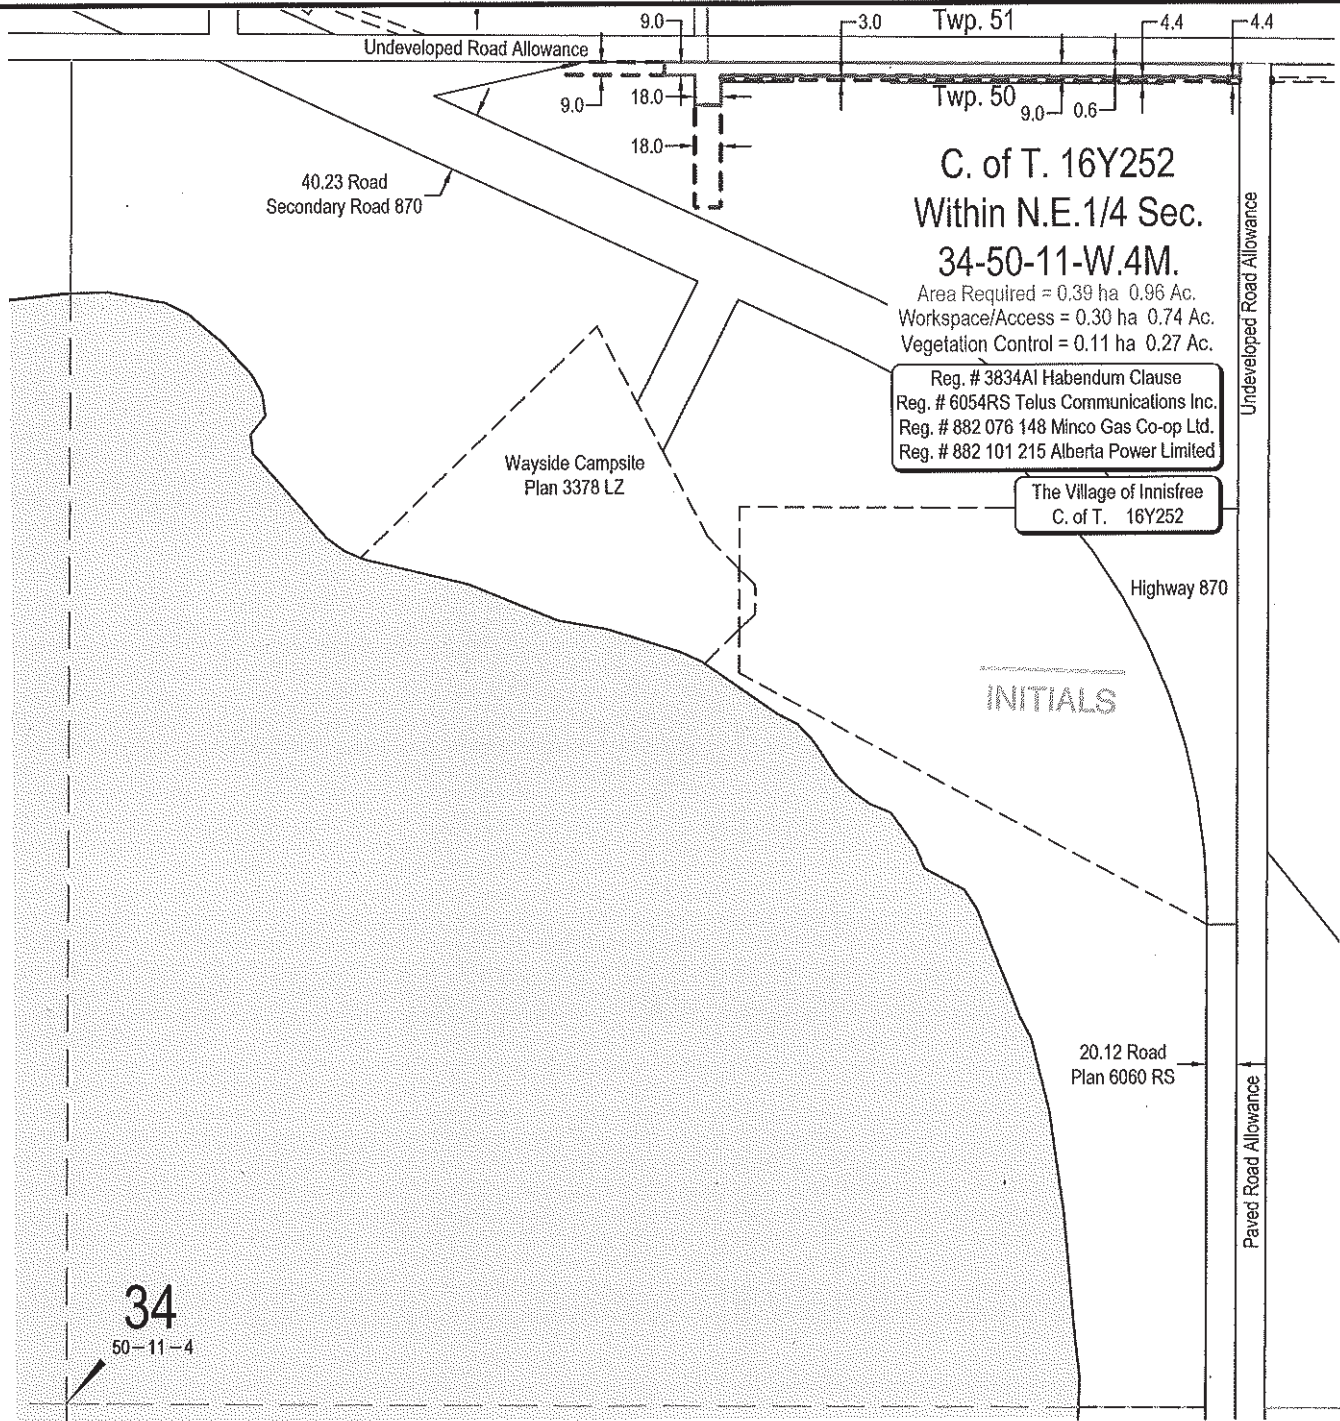 9.0
3.0
Twp. 51
4.4
4.4
Undeveloped Road Allowance
9.0
18.0
Twp. 50
9.0
0.6
18.0
40.23 Road
Secondary Road 870
C. of T. 16Y252
Within N.E.1/4 Sec.
34-50-11-W.4M.
Area Required = 0.39 ha 0.96 Ac.
Workspace/Access = 0.30 ha 0.74 Ac.
Vegetation Control = 0.11 ha 0.27 Ac.
Undeveloped Road Allowance
Reg. # 3834AI Habendum Clause
Reg. # 6054RS Telus Communications Inc.
Reg. # 882 076 148 Minco Gas Co-op Ltd.
Reg. # 882 101 215 Alberta Power Limited
Wayside Campsite
Plan 3378 LZ
The Village of Innisfree
C. of T. 16Y252
Highway 870
INITIALS
20.12 Road
Plan 6060 RS
Paved Road Allowance
34
50-11-4